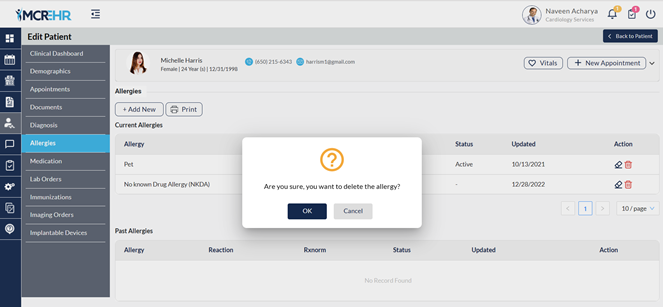 MCREHR
Naveen Acharya
Cardiology Services
Edit Patient
Back to Patient
Clinical Dashboard
Demographics
Appointments
Documents
Diagnosis
Allergies
Medication
Lab Orders
Immunizations
Imaging Orders
Implantable Devices
Michelle Harris
Female | 24 Year (s) | 12/31/1998
(650) 215-6343
harrism1@gmail.com
Vitals
+ New Appointment
Allergies
+ Add New
Print
Current Allergies
Allergy Status Updated Action
Pet Active 10/13/2021
No known Drug Allergy (NKDA) - 12/28/2022
Are you sure, you want to delete the allergy?
OK Cancel
< 1 > 10 / page
Past Allergies
Allergy Reaction Rxnorm Status Updated Action
No Record Found